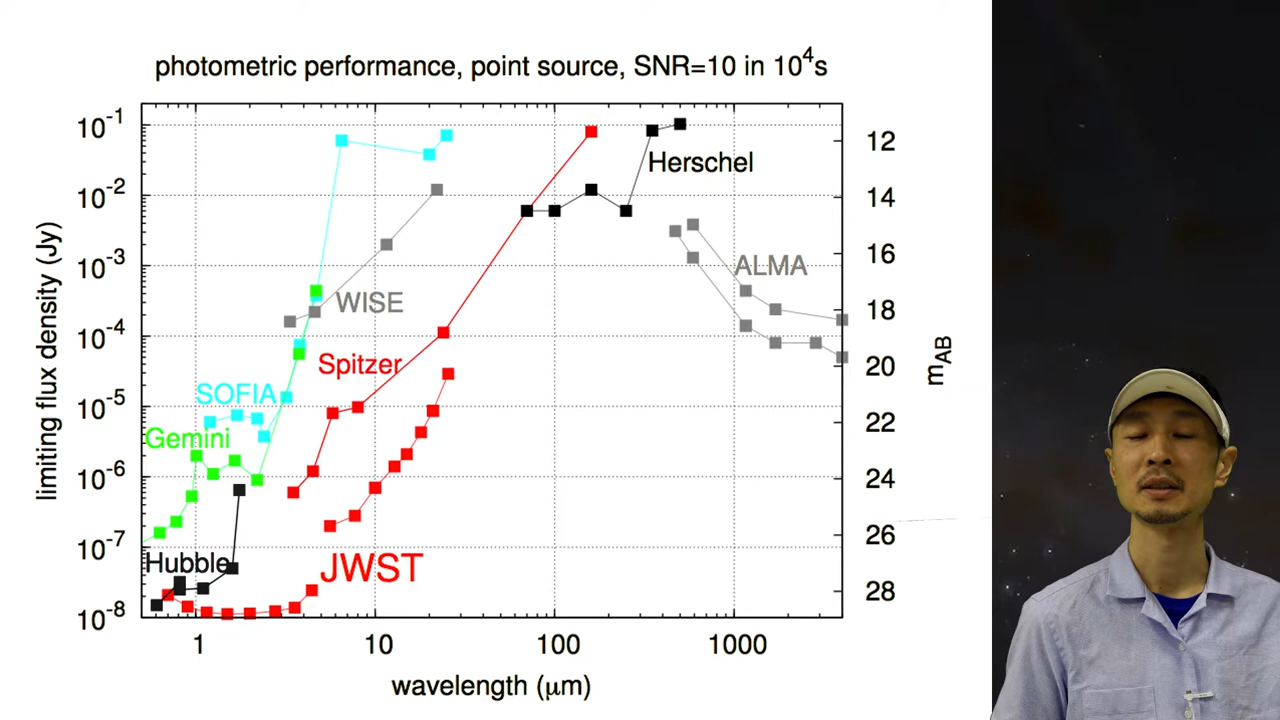 photometric performance, point source, SNR=10 in 10⁴s
limiting flux density (Jy)
10⁻¹
10⁻²
10⁻³
10⁻⁴
10⁻⁵
10⁻⁶
10⁻⁷
10⁻⁸
SOFIA
Gemini
Hubble
WISE
Spitzer
JWST
Herschel
ALMA
12
14
16
18
20
22
24
26
28
m_AB
1
10
100
1000
wavelength (μm)